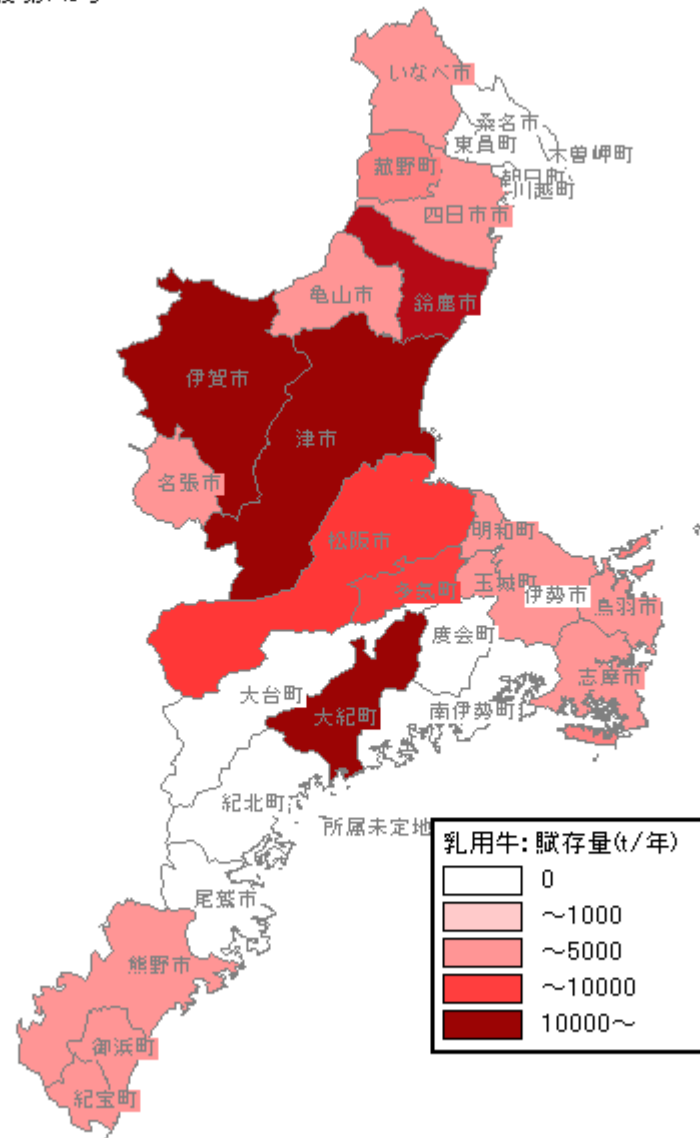 いなべ市
桑名市
東員町
木曽岬町
菰野町
朝日町
川越町
四日市市
亀山市
鈴鹿市
伊賀市
津市
名張市
松阪市
明和町
多気町
玉城町
伊勢市
鳥羽市
度会町
志摩市
大台町
大紀町
南伊勢町
紀北町
所属未定地
尾鷲市
熊野市
御浜町
紀宝町
乳用牛:賦存量(t/年)
0
～1000
～5000
～10000
10000～